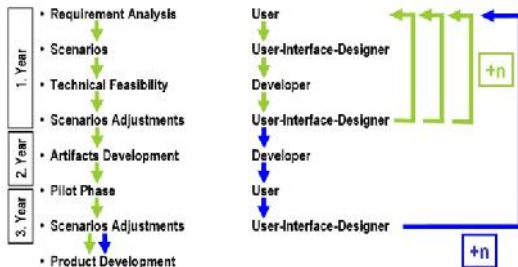 1. Year
• Requirement Analysis User
• Scenarios User-Interface-Designer
• Technical Feasibility Developer
• Scenarios Adjustments User-Interface-Designer
+n
2. Year
• Artifacts Development Developer
• Pilot Phase User
3. Year
• Scenarios Adjustments User-Interface-Designer
+n
• Product Development